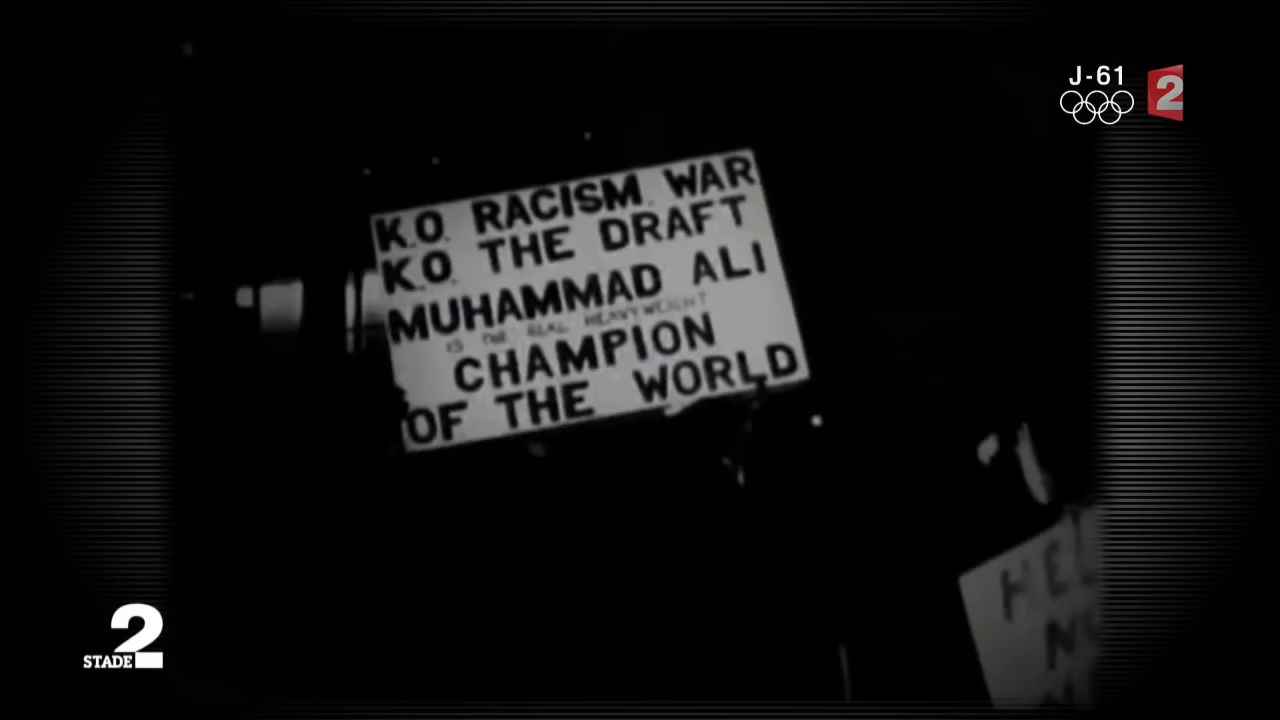 J-61
2
K.O. RACISM. WAR
K.O. THE DRAFT
MUHAMMAD ALI
IS THE REAL HEAVYWEIGHT
CHAMPION
OF THE WORLD
2
STADE